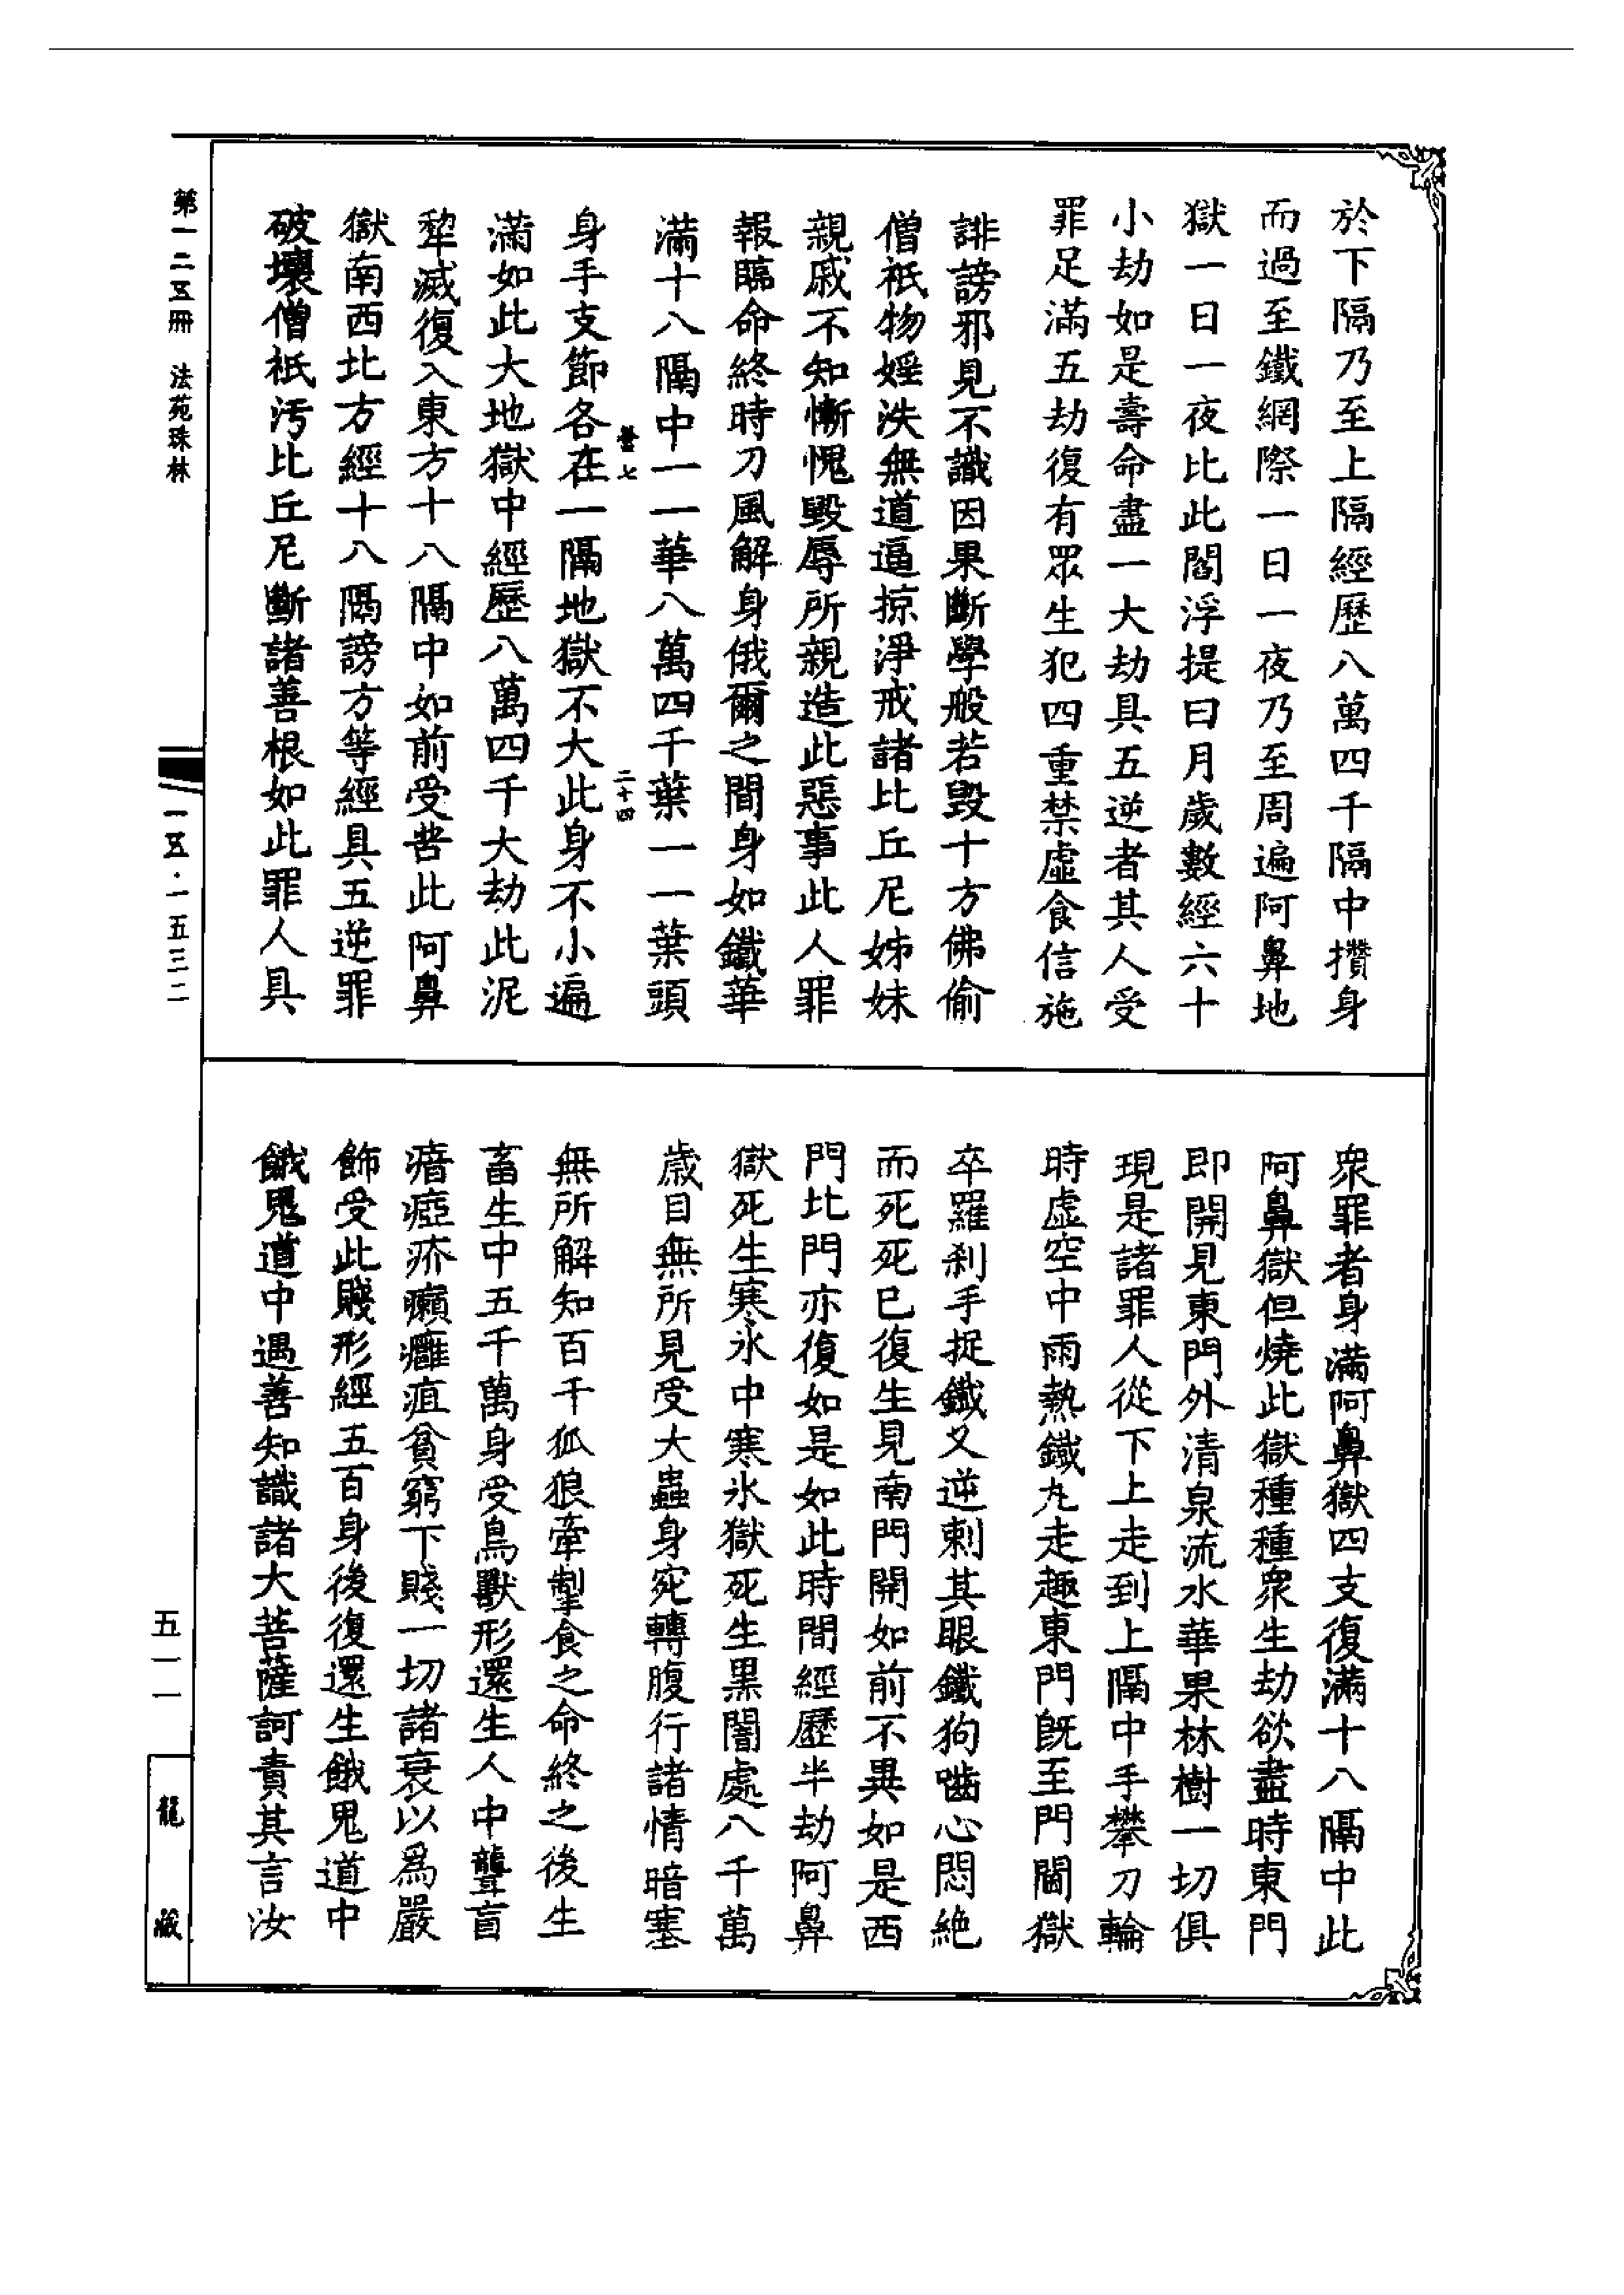 於下隔乃至上隔經歷八萬四千隔中攢身
而過至鐵網際一日一夜乃至周遍阿鼻地
獄一日一夜比此閻浮提日月歲數經六十
小劫如是壽命盡一大劫具五逆者其人受
罪足滿五劫復有眾生犯四重禁虛食信施
誹謗邪見不識因果斷學般若毀十方佛偷
僧祇物婬泆無道逼掠淨戒諸比丘尼姊妹
親戚不知慚愧毀辱所親造此惡事此人罪
報臨命終時刀風解身俄爾之間身如鐵華
滿十八隔中一一華八萬四千葉一一葉頭
營七 二十四
身手支節各在一隔地獄不大此身不小遍
滿如此大地獄中經歷八萬四千大劫此泥
犂滅復入東方十八隔中如前受苦此阿鼻
獄南西北方經十八隔謗方等經具五逆罪
破壞僧祇污比丘尼斷諸善根如此罪人具
眾罪者身滿阿鼻獄四支復滿十八隔中此
阿鼻獄但燒此獄種種眾生劫欲盡時東門
即開見東門外清泉流水華果林樹一切俱
現是諸罪人從下上走到上隔中手攀刀輪
時虛空中雨熱鐵丸走趣東門既至門閫獄
卒羅剎手捉鐵叉逆刺其眼鐵狗嚙心悶絕
而死死已復生見南門開如前不異如是西
門北門亦復如是如此時間經歷半劫阿鼻
獄死生寒氷中寒氷獄死生黑闇處八千萬
歲目無所見受大蟲身宛轉腹行諸情暗塞
無所解知百千狐狼牽掣食之命終之後生
畜生中五千萬身受鳥獸形還生人中聾盲
瘖瘂疥癩癰疽貧窮下賤一切諸衰以為嚴
飾受此賤形經五百身後復還生餓鬼道中
餓鬼道中遇善知識諸大菩薩訶責其言汝
第一二五冊 法苑珠林
一五·一五三二
五一一
龍藏